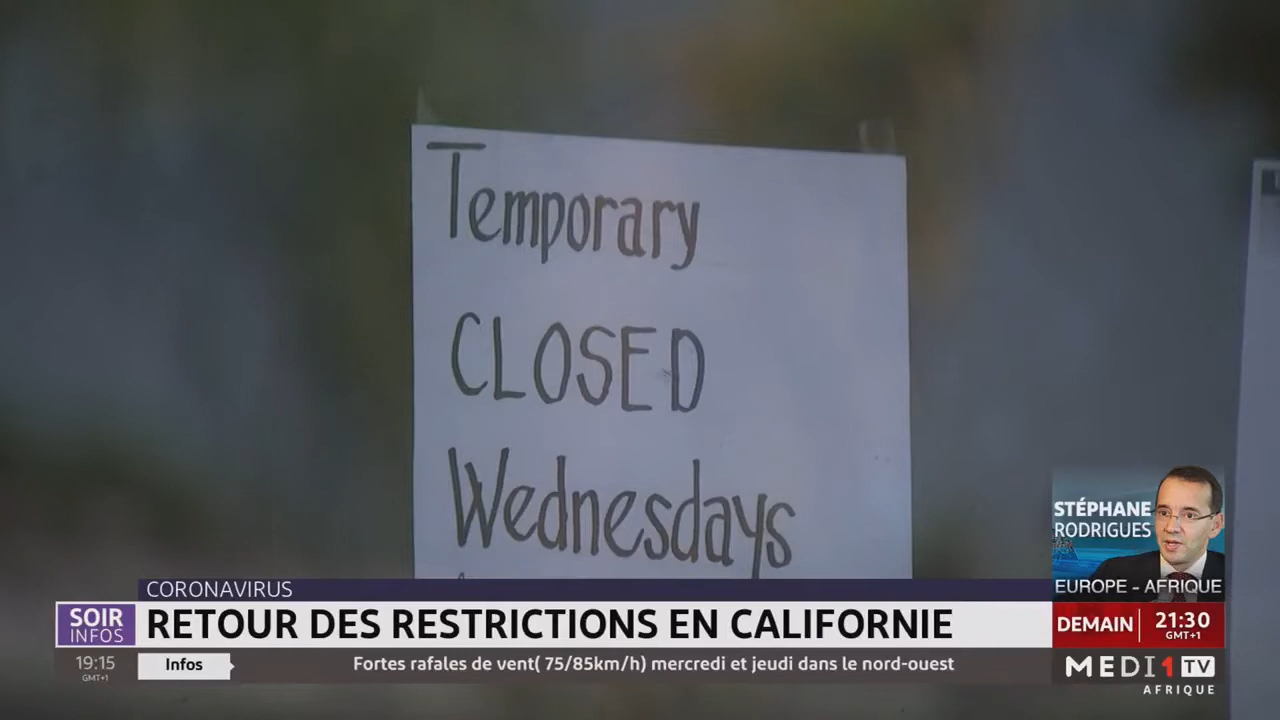 Temporary
CLOSED
Wednesdays
STÉPHANE
RODRIGUES
EUROPE - AFRIQUE
CORONAVIRUS
SOIR
INFOS
RETOUR DES RESTRICTIONS EN CALIFORNIE
DEMAIN
21:30
GMT+1
19:15
GMT+1
Infos
Fortes rafales de vent( 75/85km/h) mercredi et jeudi dans le nord-ouest
MEDI1 TV
AFRIQUE